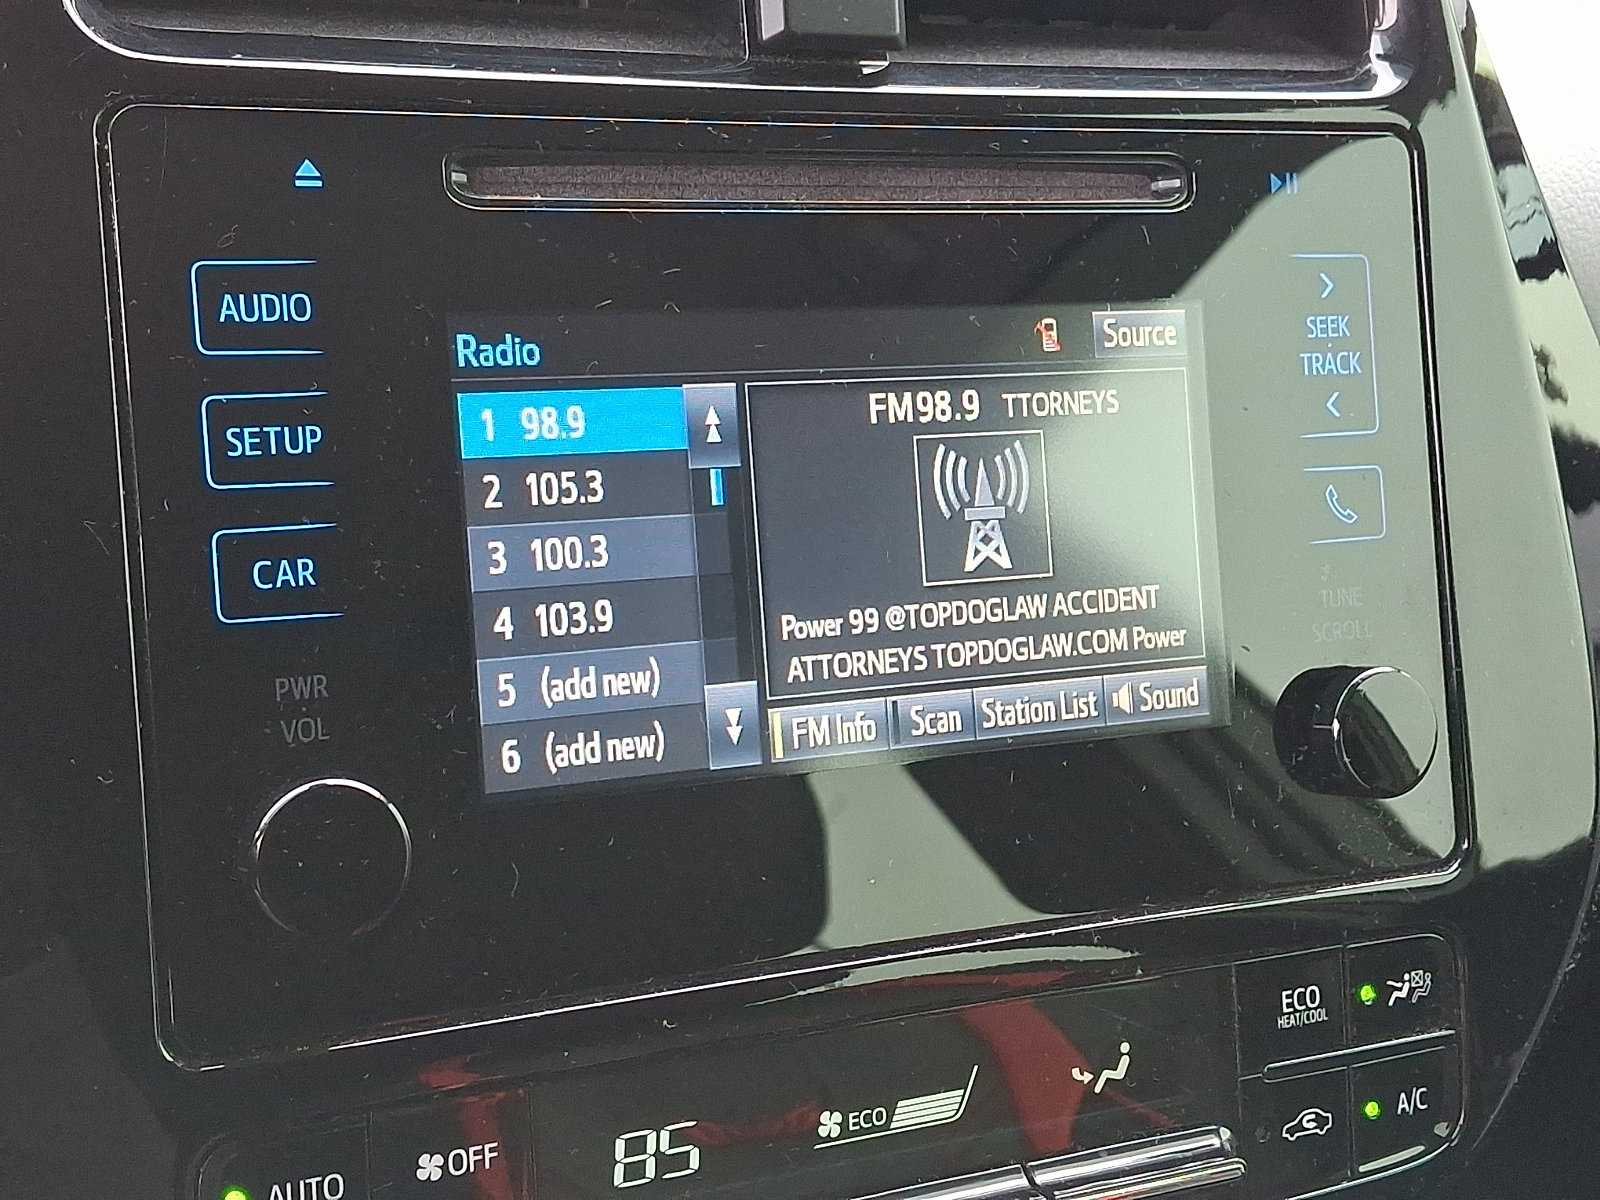 AUDIO
SETUP
CAR
PWR
VOL
Radio
Source
1 98.9
2 105.3
3 100.3
4 103.9
5 (add new)
6 (add new)
FM98.9 TTORNEYS
Power 99 @TOPDOGLAW ACCIDENT
ATTORNEYS TOPDOGLAW.COM Power
FM Info
Scan
Station List
Sound
SEEK
TRACK
TUNE
SCROLL
AUTO
OFF
85
ECO
ECO
HEAT/COOL
A/C